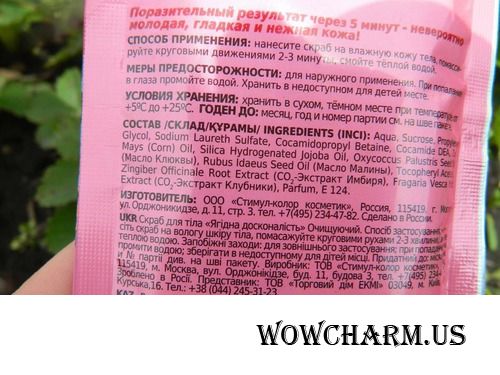 Поразительный результат через 5 минут - невероятно
молодая, гладкая и нежная кожа!
СПОСОБ ПРИМЕНЕНИЯ: нанесите скраб на влажную кожу тела, помасси-
руйте круговыми движениями 2-3 минуты, смойте тёплой водой.
МЕРЫ ПРЕДОСТОРОЖНОСТИ: для наружного применения. При попадании
в глаза промойте водой. Хранить в недоступном для детей месте.
УСЛОВИЯ ХРАНЕНИЯ: хранить в сухом, тёмном месте при температуре
+5ºС до +25ºС. ГОДЕН ДО: месяц, год и номер партии см. на шве пакета.
СОСТАВ /СКЛАД/ҚҰРАМЫ/ INGREDIENTS (INCI): Aqua, Sucrose, Propylene
Glycol, Sodium Laureth Sulfate, Cocamidopropyl Betaine, Cocamide DEA,
Mays (Corn) Oil, Silica Hydrogenated Jojoba Oil, Oxycoccus Palustris Seed
(Масло Клюквы), Rubus Idaeus Seed Oil (Масло Малины), Tocopheryl Acetate,
Zingiber Officinale Root Extract (CO₂-Экстракт Имбиря), Fragaria Vesca
Extract (CO₂-Экстракт Клубники), Parfum, E 124.
ИЗГОТОВИТЕЛЬ: ООО «Стимул-колор косметик», Россия, 115419, г.
ул.Орджоникидзе, д. 11, стр. 3. тел. +7(495) 234-47-82. Сделано в России.
UKR Скраб для тіла «Ягідна досконалість» Очищуючий. Спосіб застосування:
сіть скраб на вологу шкіру тіла, помасажуйте круговими рухами 2-3 хвилини,
теплою водою. Запобіжні заходи: для зовнішнього застосування; при попаданні
промити водою; зберігати в недоступному для дітей місці. Придатний до:
и № партії див. на шві пакету. Виробник: ТОВ «Стимул-колор косметик»,
115419, м. Москва, вул. Орджонікідзе, буд. 11, будова 3, тел. +7(495) 234-
Зроблено в Росії. Представник: ТОВ «Торговий дім ЕКМІ» 03049, м. Київ,
Курська,16. Тел.: +38 (044) 245-31-23.
WOWCHARM.US